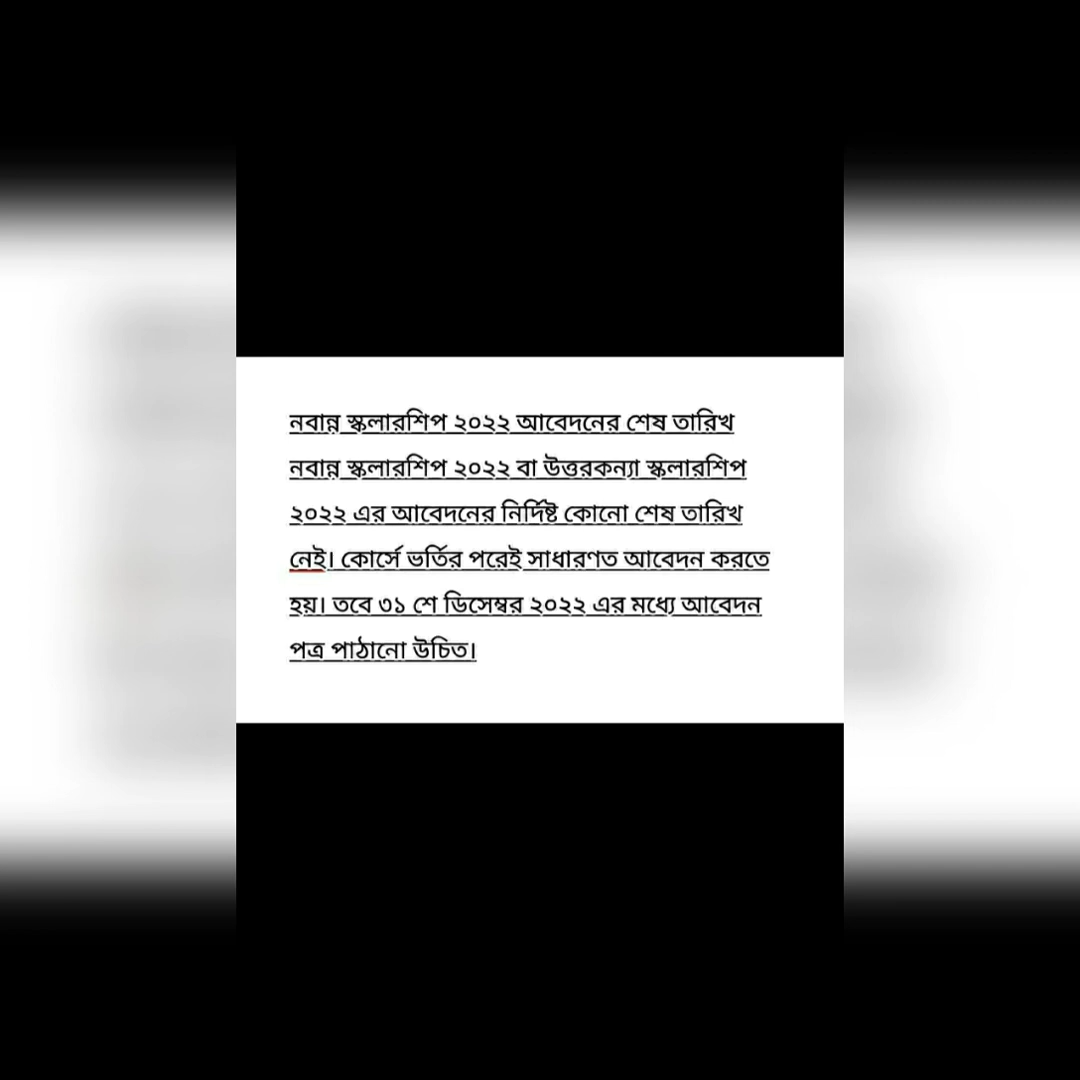 নবান্ন স্কলারশিপ ২০২২ আবেদনের শেষ তারিখ
নবান্ন স্কলারশিপ ২০২২ বা উত্তরকন্যা স্কলারশিপ
২০২২ এর আবেদনের নির্দিষ্ট কোনো শেষ তারিখ
নেই। কোর্সে ভর্তির পরেই সাধারণত আবেদন করতে
হয়। তবে ৩১ শে ডিসেম্বর ২০২২ এর মধ্যে আবেদন
পত্র পাঠানো উচিত।